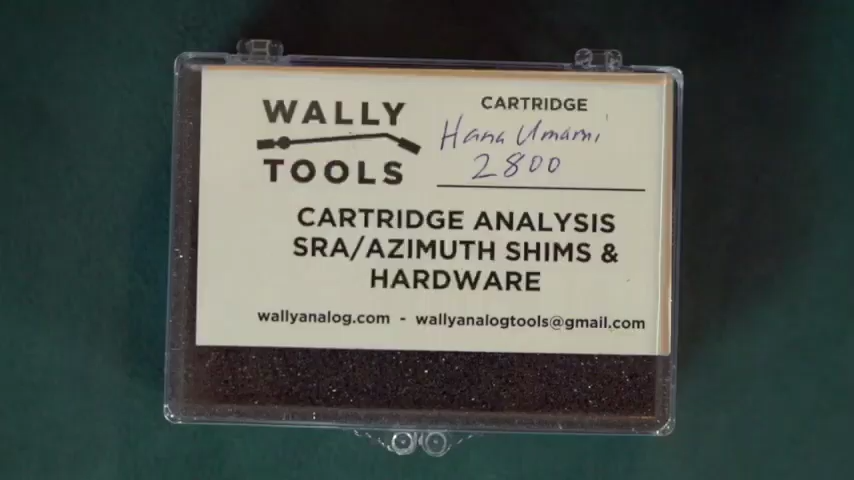 WALLY
TOOLS
CARTRIDGE
Hana Umami
2800
CARTRIDGE ANALYSIS
SRA/AZIMUTH SHIMS &
HARDWARE
wallyanalog.com - wallyanalogtools@gmail.com